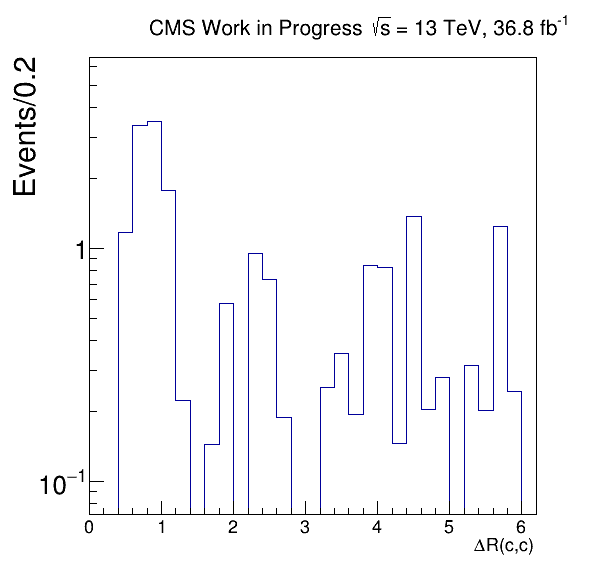 CMS Work in Progress √s = 13 TeV, 36.8 fb⁻¹
Events/0.2
1
10⁻¹
0 1 2 3 4 5 6
ΔR(c,c)